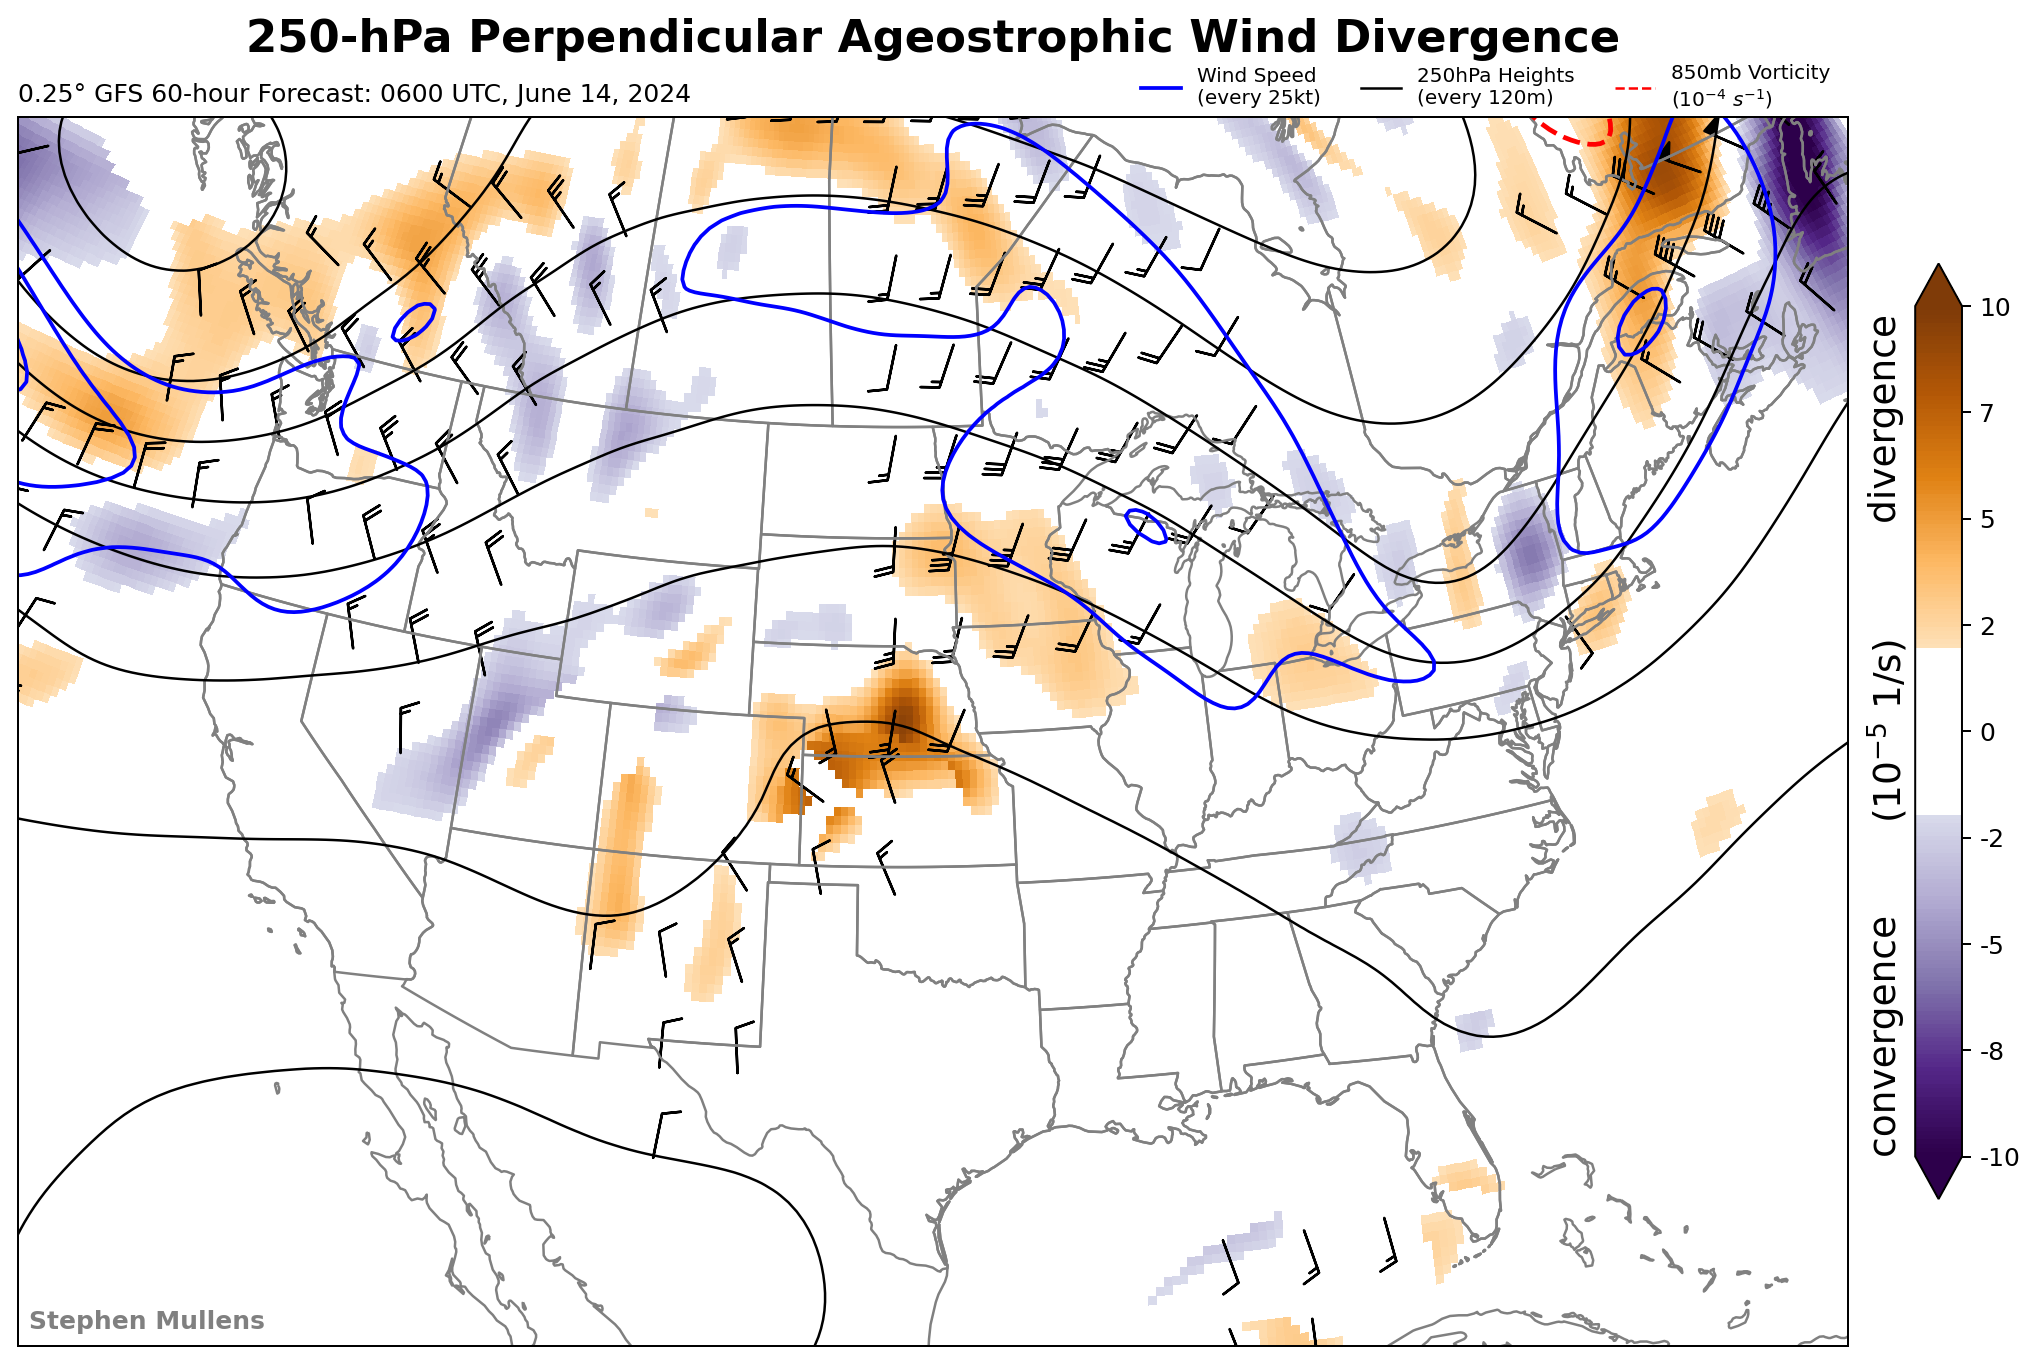 250-hPa Perpendicular Ageostrophic Wind Divergence
0.25° GFS 60-hour Forecast: 0600 UTC, June 14, 2024
Wind Speed
(every 25kt)
250hPa Heights
(every 120m)
850mb Vorticity
(10⁻⁴ s⁻¹)
10
7
5
2
0
-2
-5
-8
-10
convergence (10⁻⁵ 1/s) divergence
Stephen Mullens